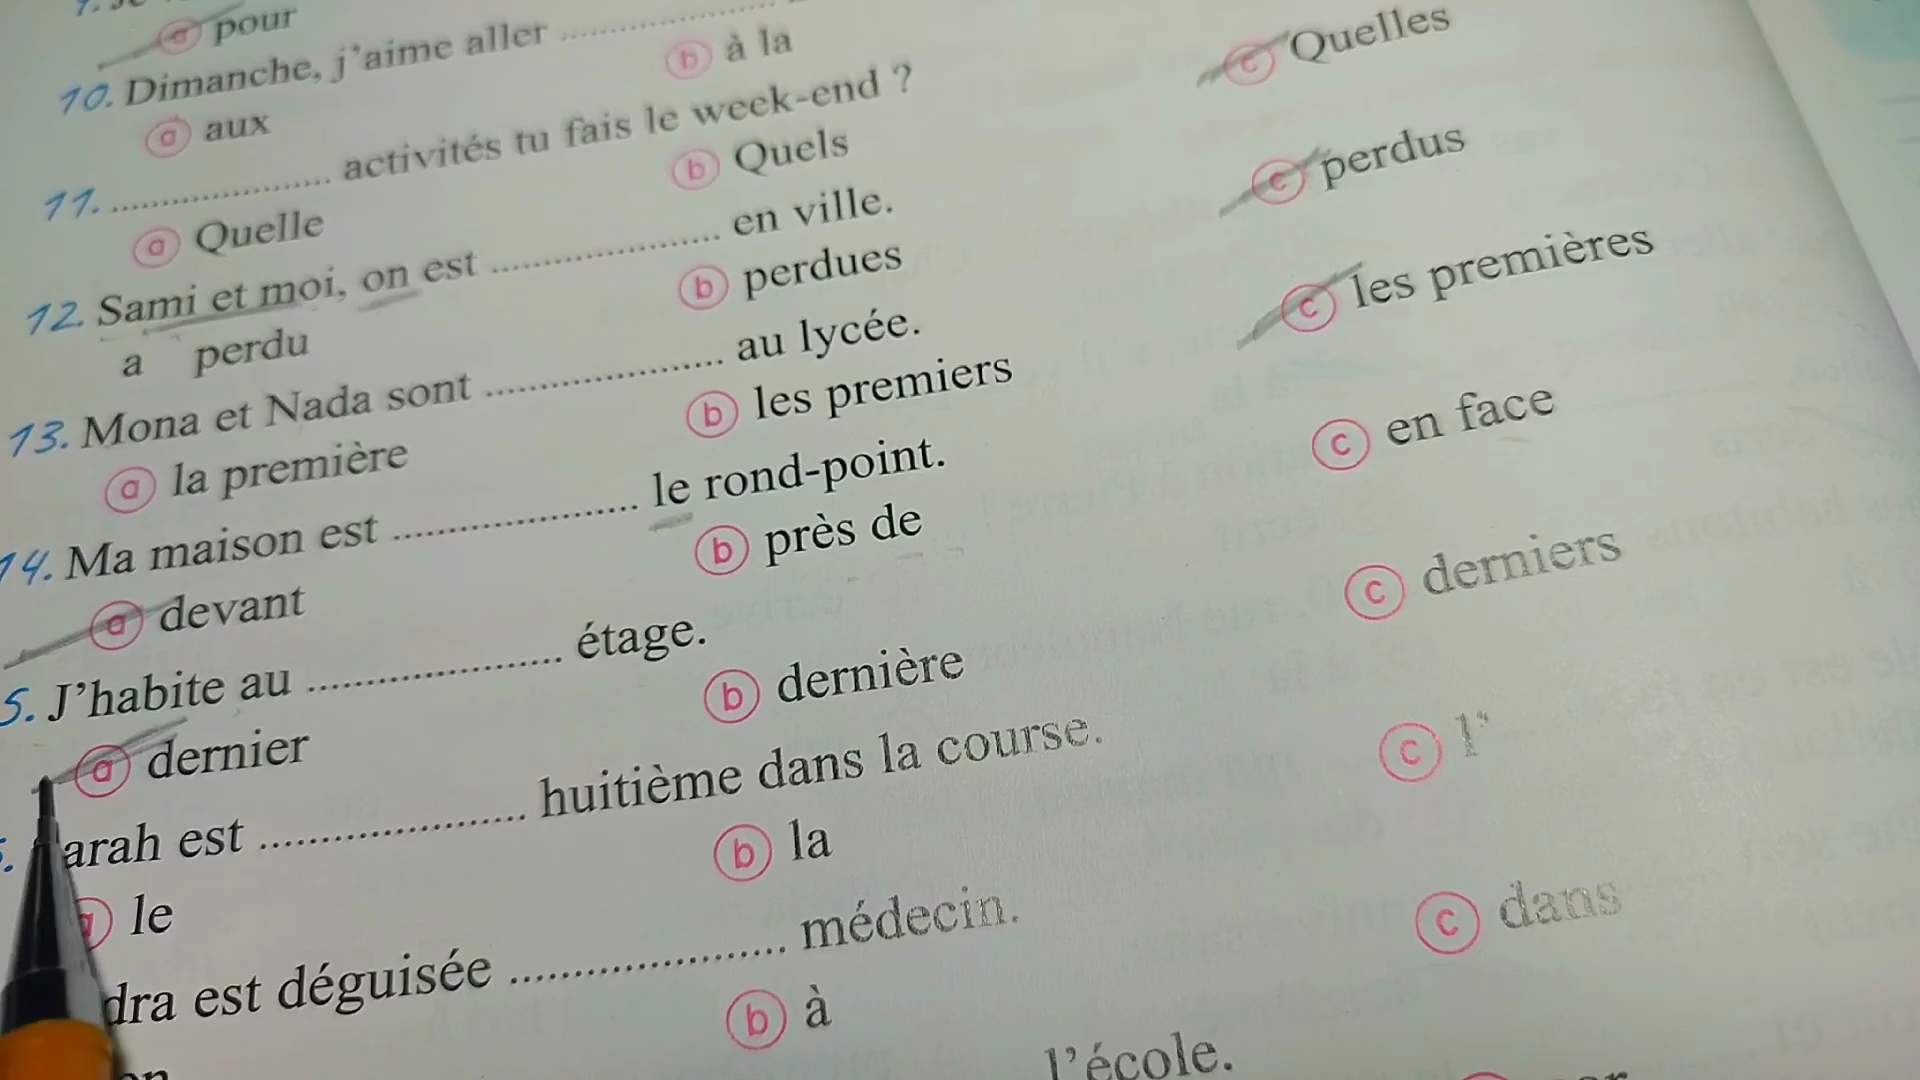 a pour
10. Dimanche, j'aime aller ....................
a aux b à la
11. .................... activités tu fais le week-end ?
a Quelle b Quels c Quelles
12. Sami et moi, on est .................... en ville.
a perdu b perdues c perdus
13. Mona et Nada sont .................... au lycée.
a la première b les premiers c les premières
14. Ma maison est .................... le rond-point.
a devant b près de c en face
5. J'habite au .................... étage.
a dernier b dernière c derniers
arah est .................... huitième dans la course.
a le b la c l'
dra est déguisée .................... médecin.
b à c dans
l'école.